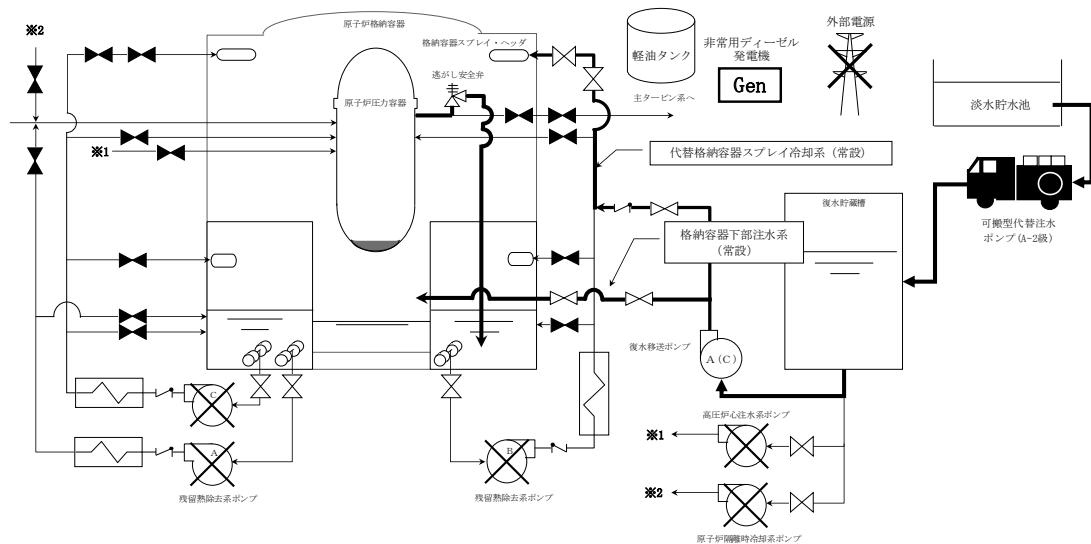 ※2
原子炉格納容器
格納容器スプレイ・ヘッダ
逃がし安全弁
原子炉圧力容器
※1
軽油タンク
非常用ディーゼル
発電機
Gen
外部電源
主タービン系へ
淡水貯水池
代替格納容器スプレイ冷却系（常設）
可搬型代替注水
ポンプ(A-2級)
復水貯蔵槽
格納容器下部注水系
（常設）
復水移送ポンプ
A (C)
高圧炉心注水系ポンプ
※1
※2
原子炉隔離時冷却系ポンプ
C
A
残留熱除去系ポンプ
B
残留熱除去系ポンプ